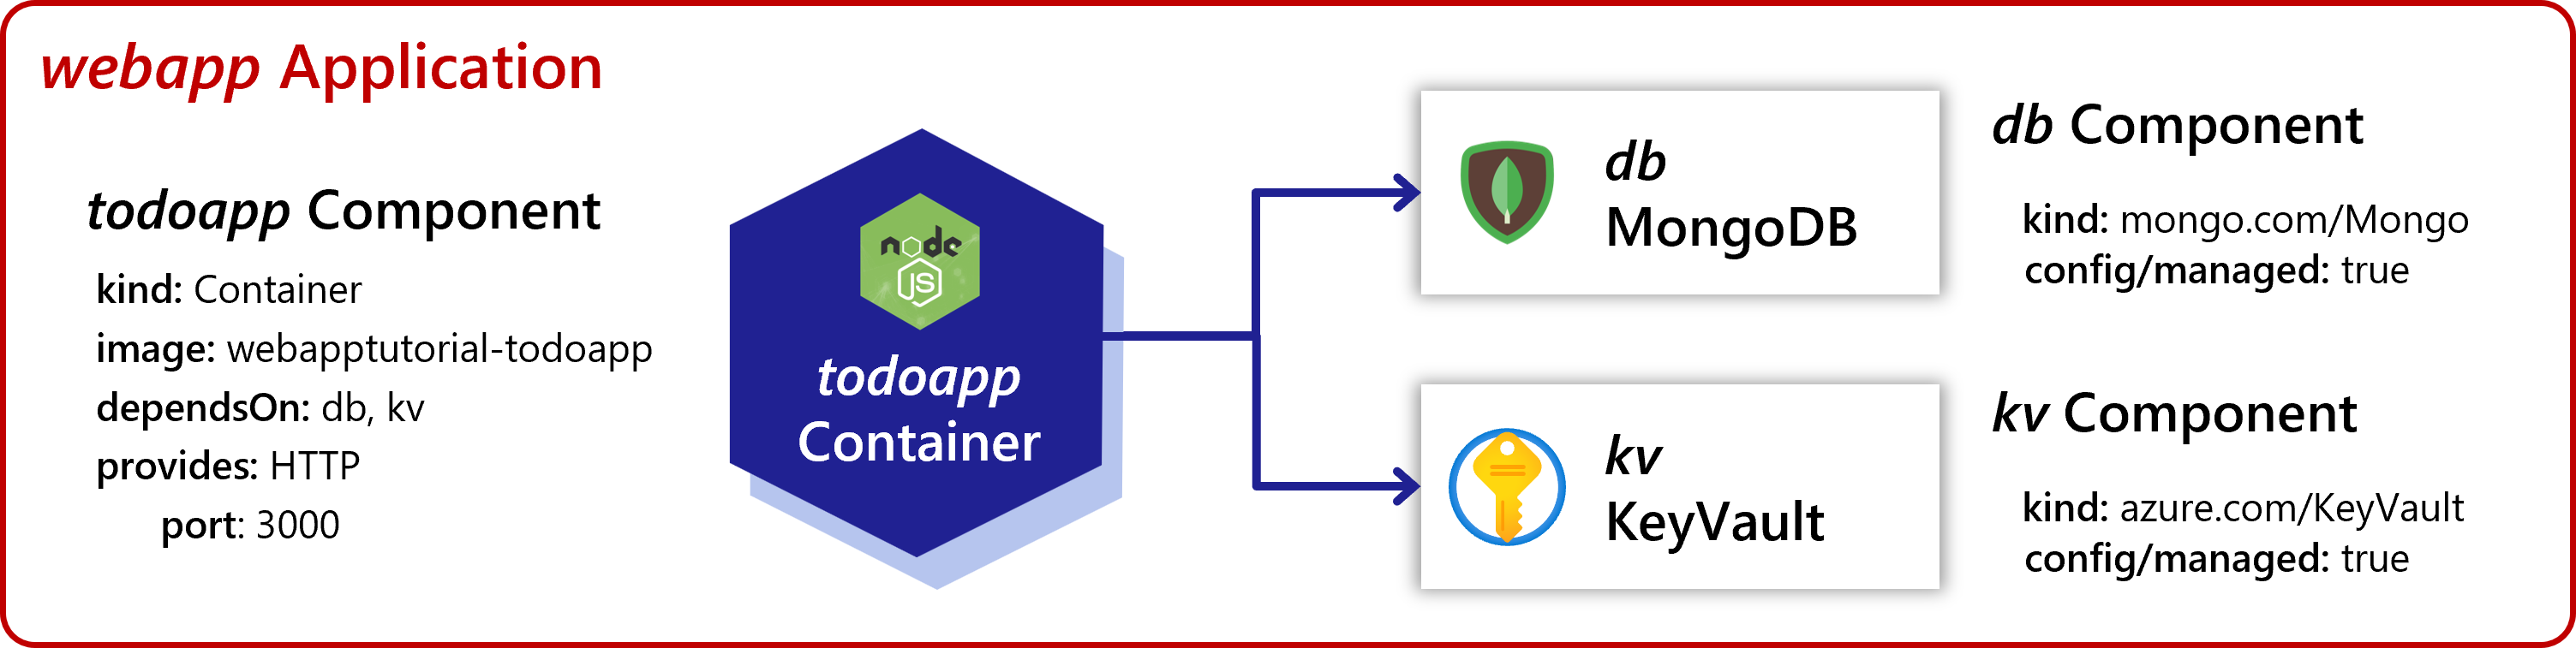 webapp Application
todoapp Component
kind: Container
image: webapptutorial-todoapp
dependsOn: db, kv
provides: HTTP
port: 3000
node
JS
todoapp
Container
db
MongoDB
kv
KeyVault
db Component
kind: mongo.com/Mongo
config/managed: true
kv Component
kind: azure.com/KeyVault
config/managed: true